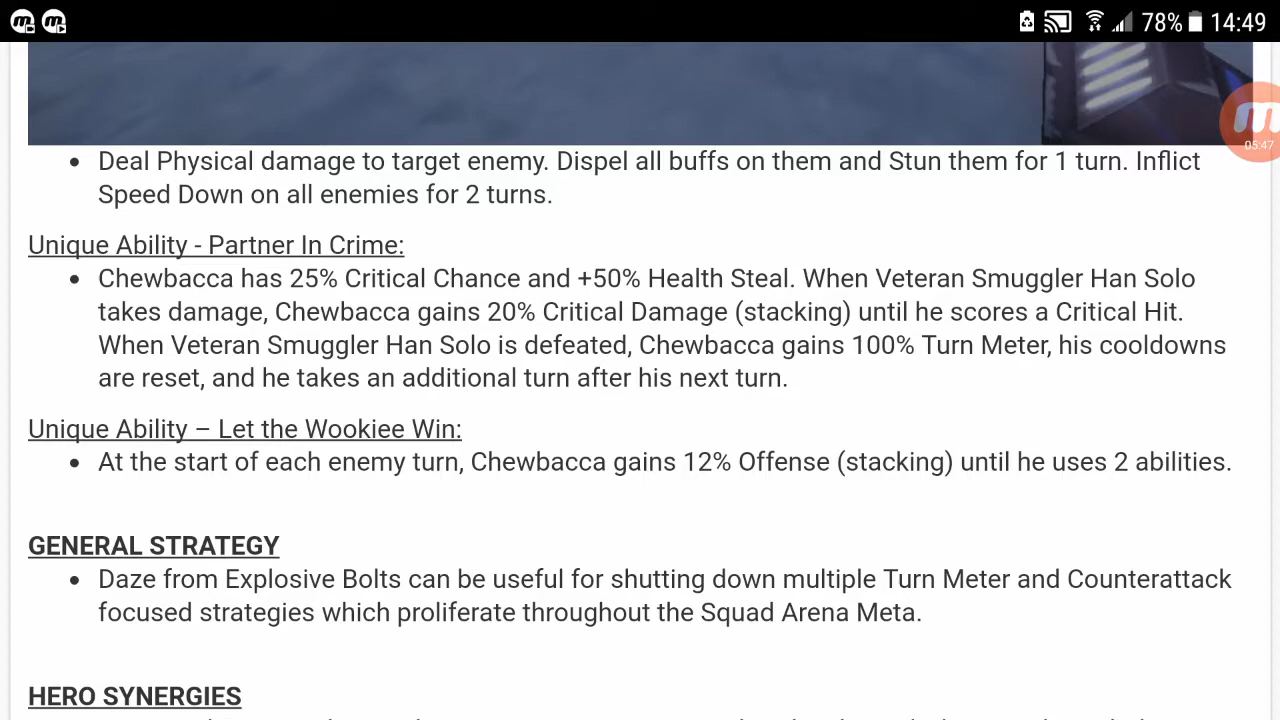 78% 14:49
05:47
Deal Physical damage to target enemy. Dispel all buffs on them and Stun them for 1 turn. Inflict
Speed Down on all enemies for 2 turns.
Unique Ability - Partner In Crime:
Chewbacca has 25% Critical Chance and +50% Health Steal. When Veteran Smuggler Han Solo
takes damage, Chewbacca gains 20% Critical Damage (stacking) until he scores a Critical Hit.
When Veteran Smuggler Han Solo is defeated, Chewbacca gains 100% Turn Meter, his cooldowns
are reset, and he takes an additional turn after his next turn.
Unique Ability – Let the Wookiee Win:
At the start of each enemy turn, Chewbacca gains 12% Offense (stacking) until he uses 2 abilities.
GENERAL STRATEGY
Daze from Explosive Bolts can be useful for shutting down multiple Turn Meter and Counterattack
focused strategies which proliferate throughout the Squad Arena Meta.
HERO SYNERGIES